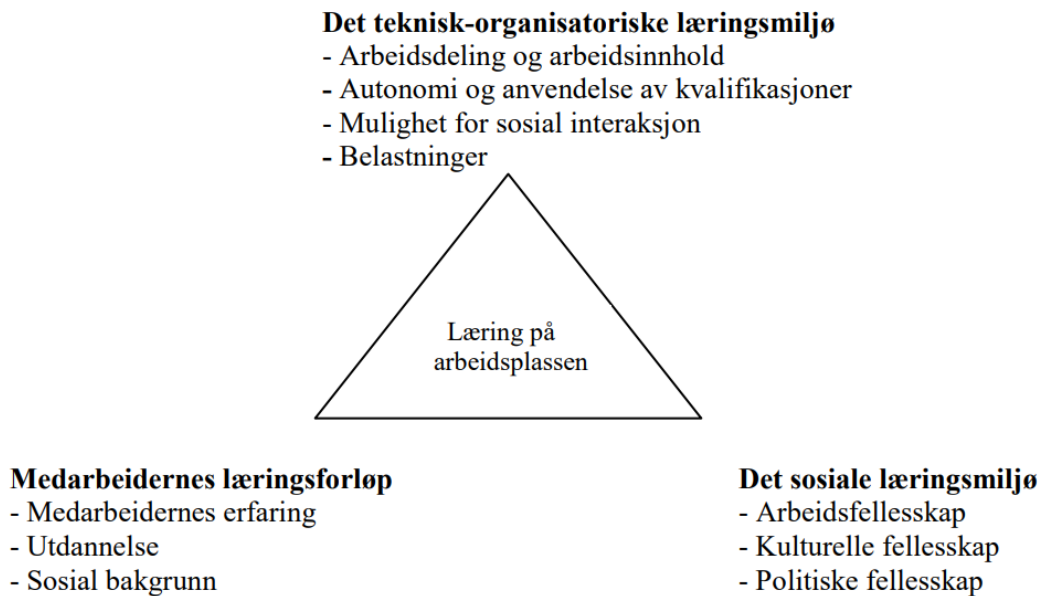 Det teknisk-organisatoriske læringsmiljø
- Arbeidsdeling og arbeidsinnhold
- Autonomi og anvendelse av kvalifikasjoner
- Mulighet for sosial interaksjon
- Belastninger
Læring på
arbeidsplassen
Medarbeidernes læringsforløp
- Medarbeidernes erfaring
- Utdannelse
- Sosial bakgrunn
Det sosiale læringsmiljø
- Arbeidsfellesskap
- Kulturelle fellesskap
- Politiske fellesskap